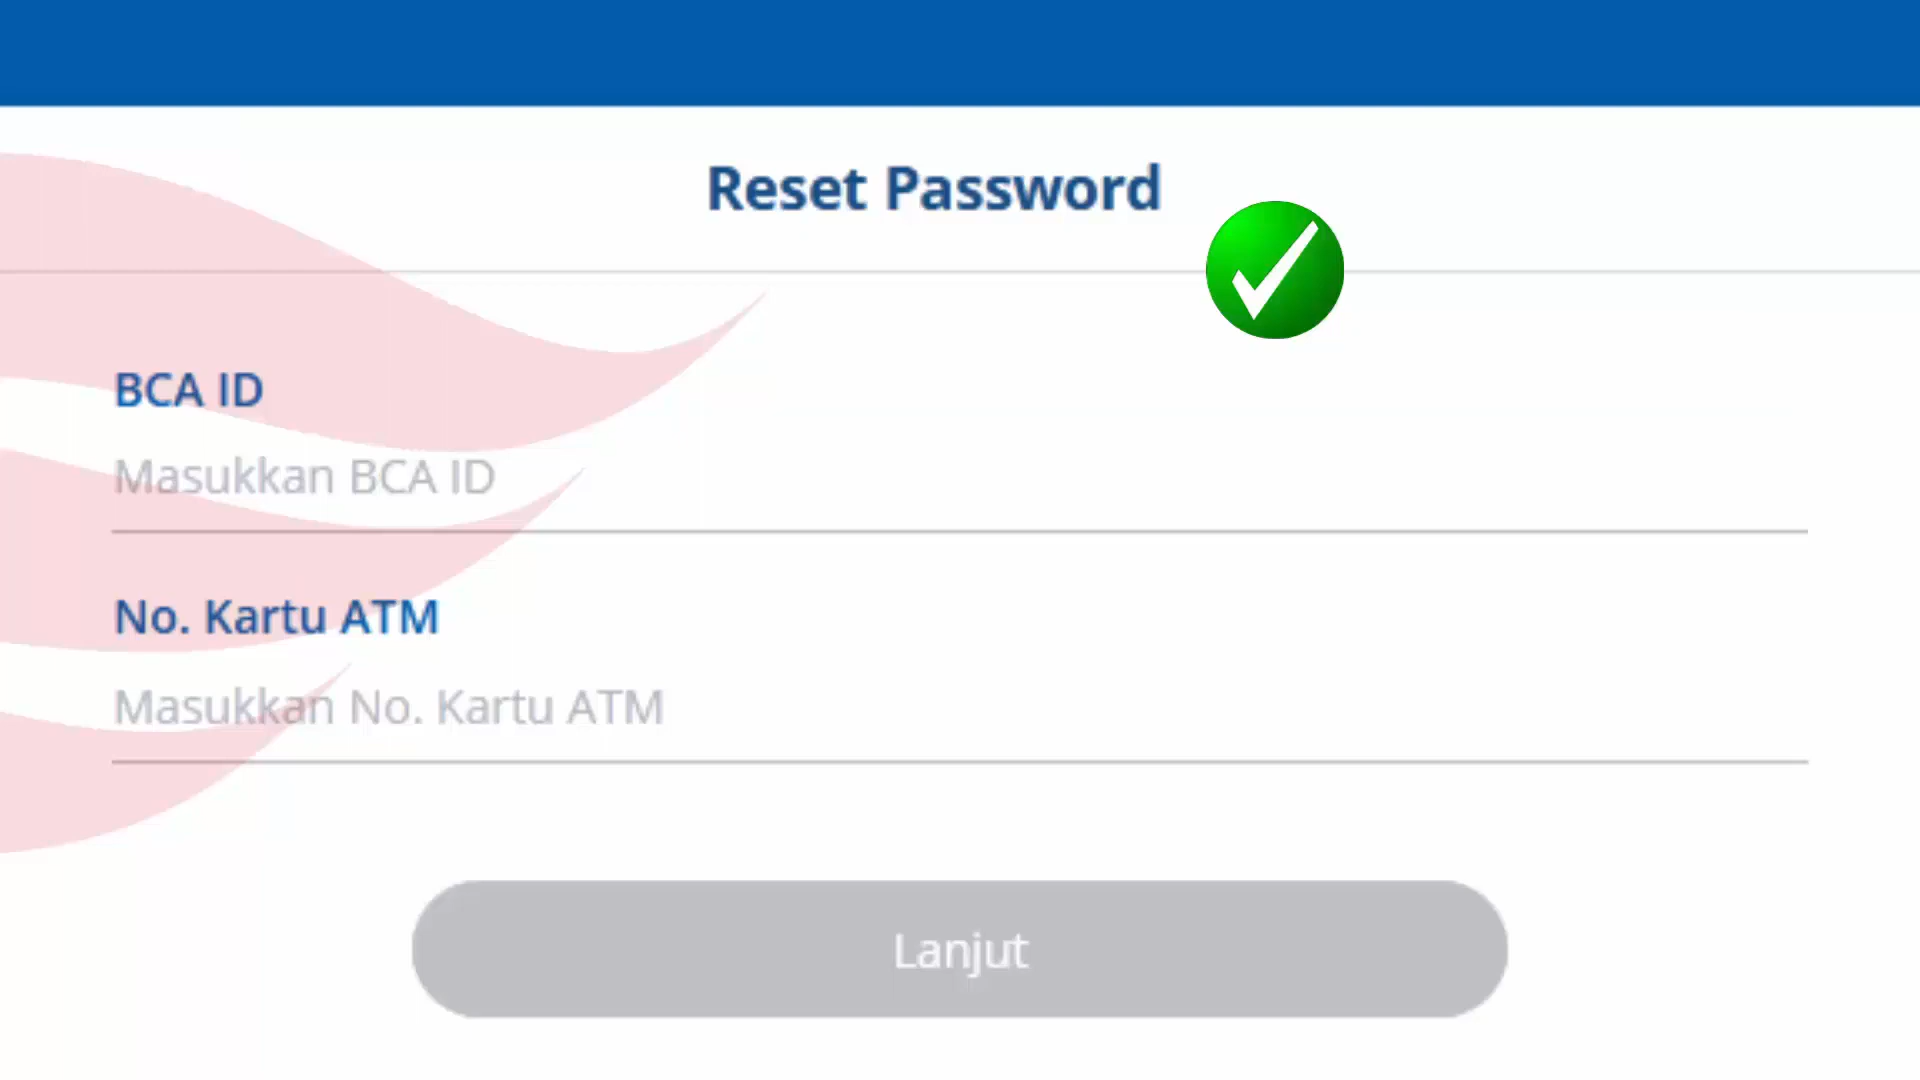 Reset Password
BCA ID
Masukkan BCA ID
No. Kartu ATM
Masukkan No. Kartu ATM
Lanjut